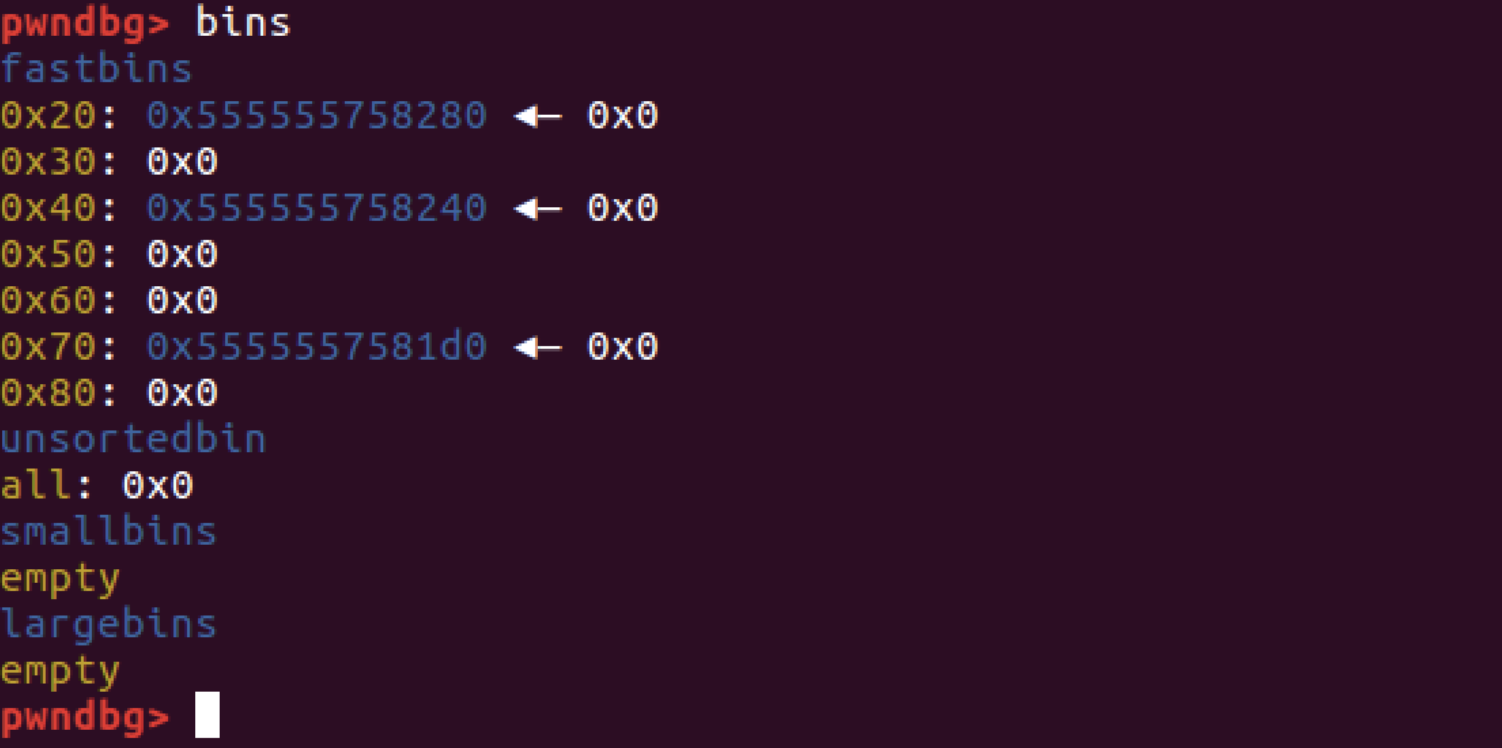 pwndbg> bins
fastbins
0x20: 0x555555758280 ◂— 0x0
0x30: 0x0
0x40: 0x555555758240 ◂— 0x0
0x50: 0x0
0x60: 0x0
0x70: 0x5555557581d0 ◂— 0x0
0x80: 0x0
unsortedbin
all: 0x0
smallbins
empty
largebins
empty
pwndbg>